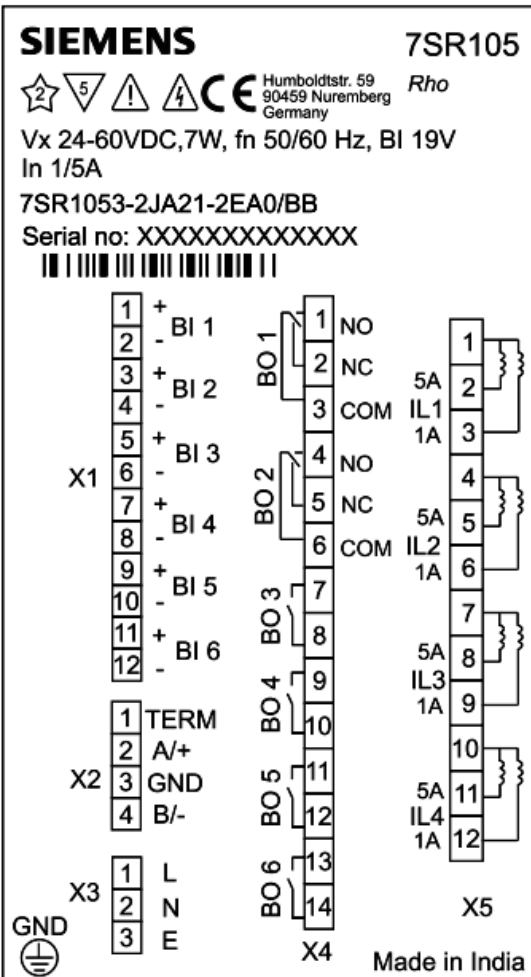 SIEMENS
7SR105
Rho
2
5
Humboldtstr. 59
90459 Nuremberg
Germany
CE
Vx 24-60VDC,7W, fn 50/60 Hz, BI 19V
In 1/5A
7SR1053-2JA21-2EA0/BB
Serial no: XXXXXXXXXXXXX
X1
1 +
BI 1
2 -
3 +
BI 2
4 -
5 +
BI 3
6 -
7 +
BI 4
8 -
9 +
BI 5
10 -
11 +
BI 6
12 -
X2
1 TERM
2 A/+
3 GND
4 B/-
X3
1 L
2 N
3 E
GND
BO 1
1 NO
2 NC
3 COM
BO 2
4 NO
5 NC
6 COM
BO 3
7
8
BO 4
9
10
BO 5
11
12
BO 6
13
14
X4
1
5A 2
IL1
1A 3
4
5A 5
IL2
1A 6
7
5A 8
IL3
1A 9
10
5A 11
IL4
1A 12
X5
Made in India